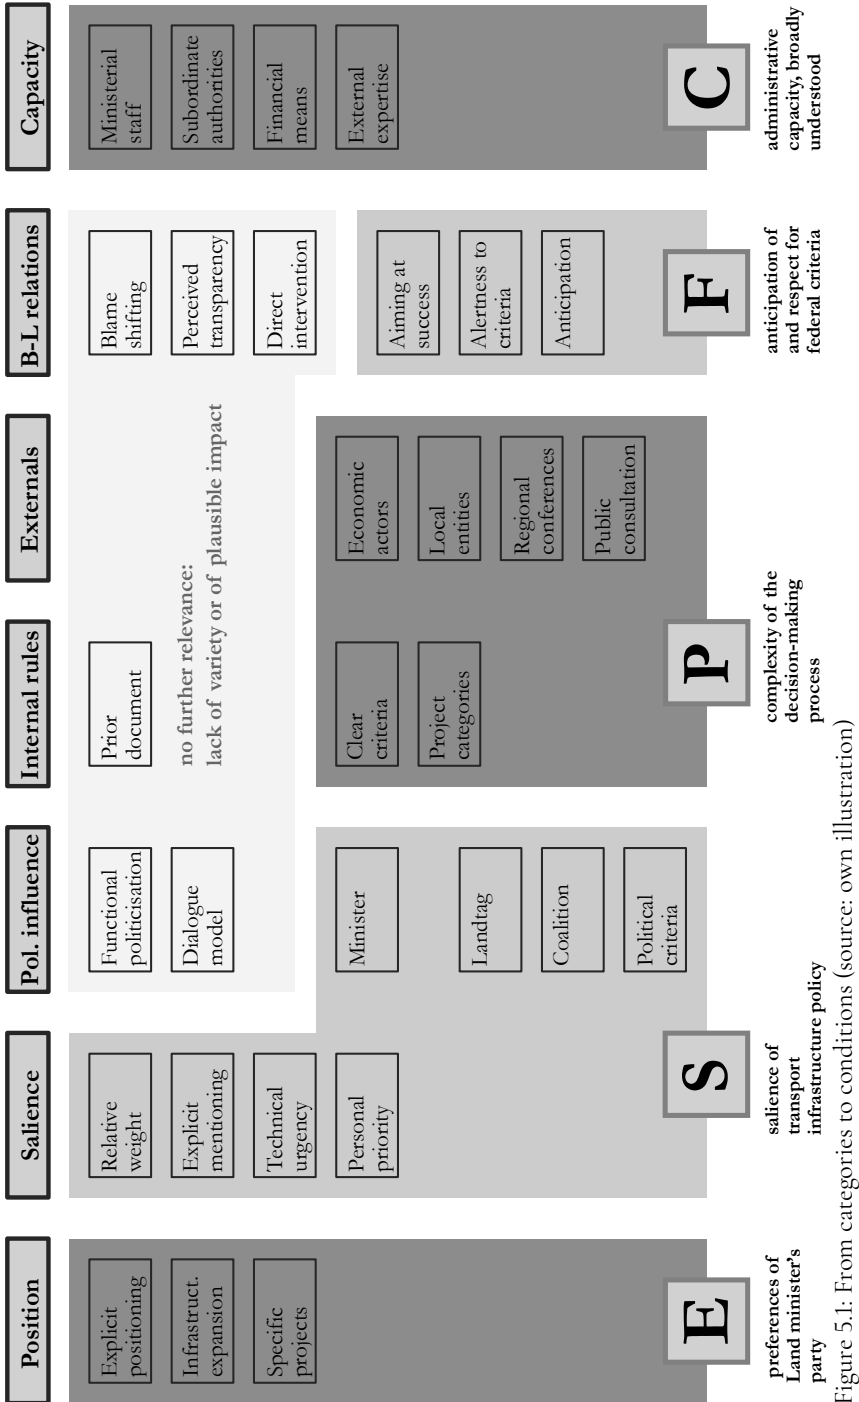 Position
Salience
Pol. influence
Internal rules
Externals
B-L relations
Capacity
Explicit
positioning
Infrastruct.
expansion
Specific
projects
Relative
weight
Explicit
mentioning
Technical
urgency
Personal
priority
Functional
politicisation
Dialogue
model
Minister
Landtag
Coalition
Political
criteria
Prior
document
no further relevance:
lack of variety or of plausible impact
Clear
criteria
Project
categories
Economic
actors
Local
entities
Regional
conferences
Public
consultation
Blame
shifting
Perceived
transparency
Direct
intervention
Aiming at
success
Alertness to
criteria
Anticipation
Ministerial
staff
Subordinate
authorities
Financial
means
External
expertise
E
S
P
F
C
preferences of
Land minister's
party
salience of
transport
infrastructure policy
complexity of the
decision-making
process
anticipation of
and respect for
federal criteria
administrative
capacity, broadly
understood
Figure 5.1: From categories to conditions (source: own illustration)